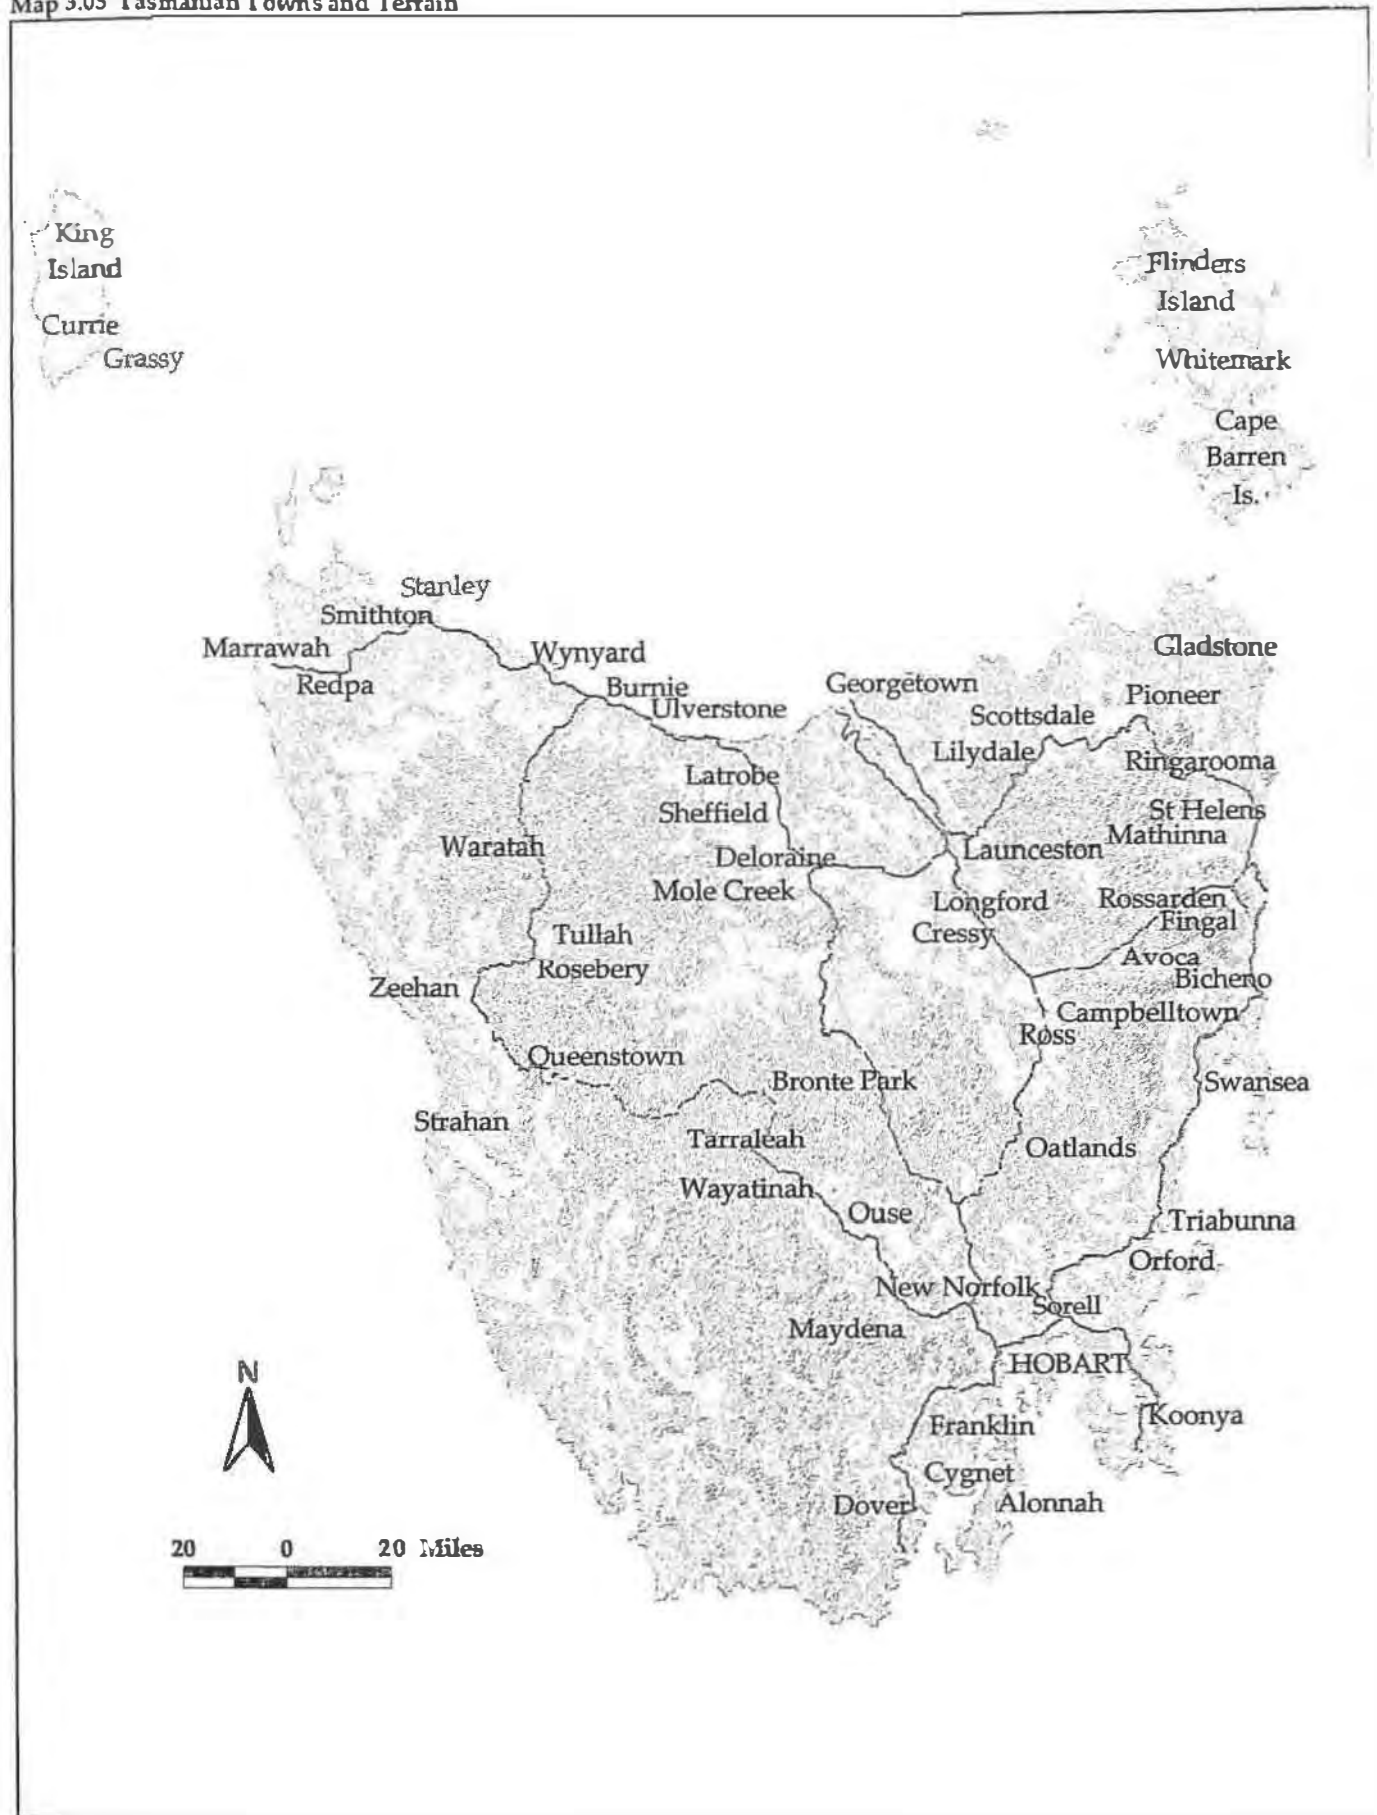 Map 3.05 Tasmanian Towns and Terrain
King
Island
Currie
Grassy
Flinders
Island
Whitemark
Cape
Barren
Is.
Stanley
Smithton
Marrawah
Redpa
Wynyard
Burnie
Ulverstone
Georgetown
Gladstone
Pioneer
Scottsdale
Lilydale
Ringarooma
Latrobe
Sheffield
St Helens
Mathinna
Waratah
Deloraine
Launceston
Mole Creek
Longford
Rossarden
Fingal
Cressy
Tullah
Avoca
Rosebery
Bicheno
Zeehan
Campbelltown
Ross
Queenstown
Bronte Park
Swansea
Strahan
Tarraleah
Oatlands
Wayatinah
Ouse
Triabunna
Orford
New Norfolk
Sorell
Maydena
HOBART
N
Franklin
Koonya
Cygnet
Dover
Alonnah
20 0 20 Miles